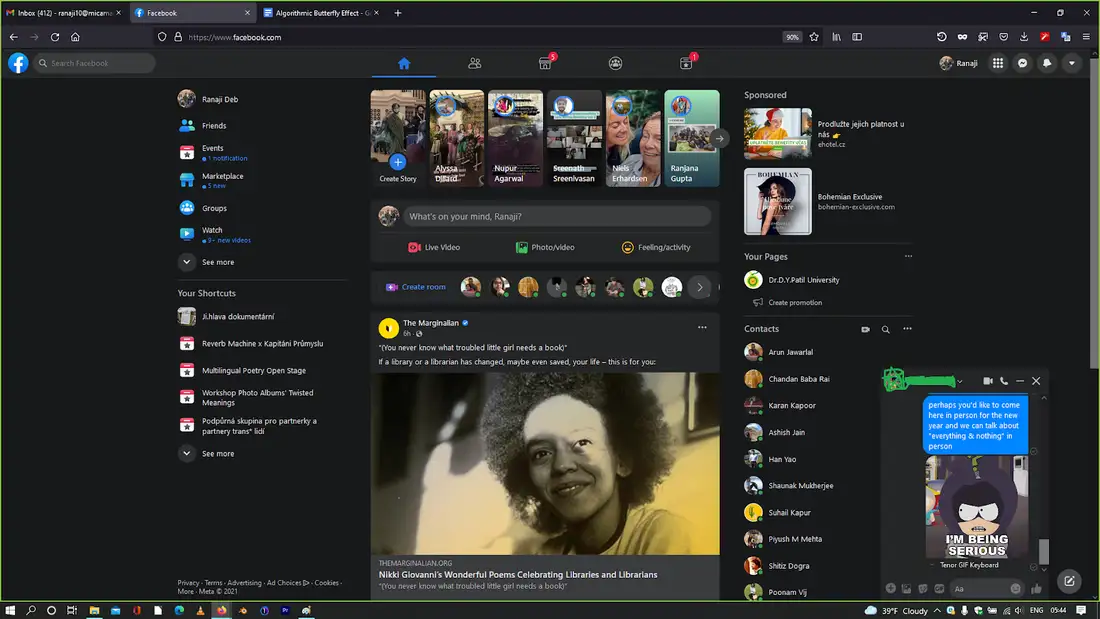 Inbox (412) - ranaji10@micama
Facebook
Algorithmic Butterfly Effect - G
https://www.facebook.com
90%
Search Facebook
5
1
Ranaji
Ranaji Deb
Friends
Events
1 notification
Marketplace
5 new
Groups
Watch
9+ new videos
See more
Your Shortcuts
Ji.hlava dokumentární
Reverb Machine x Kapitáni Průmyslu
Multilingual Poetry Open Stage
Workshop Photo Albums' Twisted
Meanings
Podpůrná skupina pro partnerky a
partnery trans* lidí
See more
Privacy · Terms · Advertising · Ad Choices · Cookies ·
More · Meta © 2021
Create Story
Alyssa
Dillard
Nupur
Agarwal
Sreenath
Sreenivasan
Niels
Erhardsen
Ranjana
Gupta
What's on your mind, Ranaji?
Live Video
Photo/video
Feeling/activity
Create room
The Marginalian
6h ·
"(You never know what troubled little girl needs a book)"
If a library or a librarian has changed, maybe even saved, your life – this is for you:
THEMARGINALIAN.ORG
Nikki Giovanni's Wonderful Poems Celebrating Libraries and Librarians
"(You never know what troubled little girl needs a book)"
Sponsored
Prodlužte jejich platnost u
nás
ehotel.cz
BOHEMIAN
Bohemian Exclusive
bohemian-exclusive.com
Your Pages
Dr.D.Y.Patil University
Create promotion
Contacts
Arun Jawarlal
Chandan Baba Rai
Karan Kapoor
Ashish Jain
Han Yao
Shaunak Mukherjee
Suhail Kapur
Piyush M Mehta
Shitiz Dogra
Poonam Vij
perhaps you'd like to come
here in person for the new
year and we can talk about
"everything & nothing" in
person
I'M BEING
SERIOUS
Tenor GIF Keyboard
Aa
39°F Cloudy
ENG
05:44